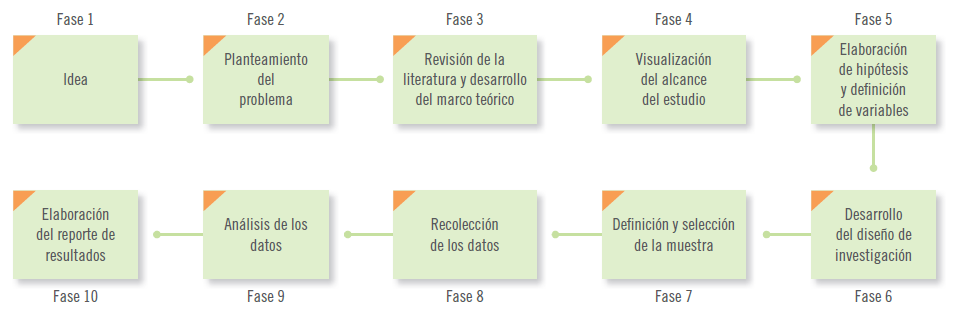 Fase 1
Idea
Fase 2
Planteamiento
del
problema
Fase 3
Revisión de la
literatura y desarrollo
del marco teórico
Fase 4
Visualización
del alcance
del estudio
Fase 5
Elaboración
de hipótesis
y definición
de variables
Desarrollo
del diseño de
investigación
Fase 6
Definición y selección
de la muestra
Fase 7
Recolección
de los datos
Fase 8
Análisis de los
datos
Fase 9
Elaboración
del reporte de
resultados
Fase 10